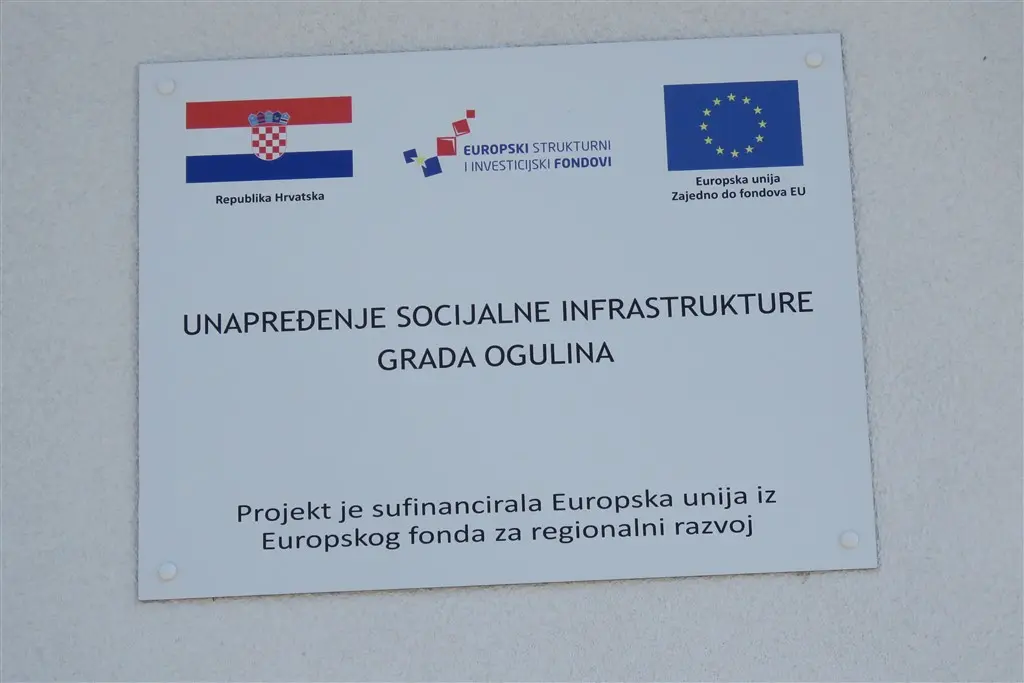 Republika Hrvatska
EUROPSKI STRUKTURNI
I INVESTICIJSKI FONDOVI
Europska unija
Zajedno do fondova EU
UNAPREĐENJE SOCIJALNE INFRASTRUKTURE
GRADA OGULINA
Projekt je sufinancirala Europska unija iz
Europskog fonda za regionalni razvoj